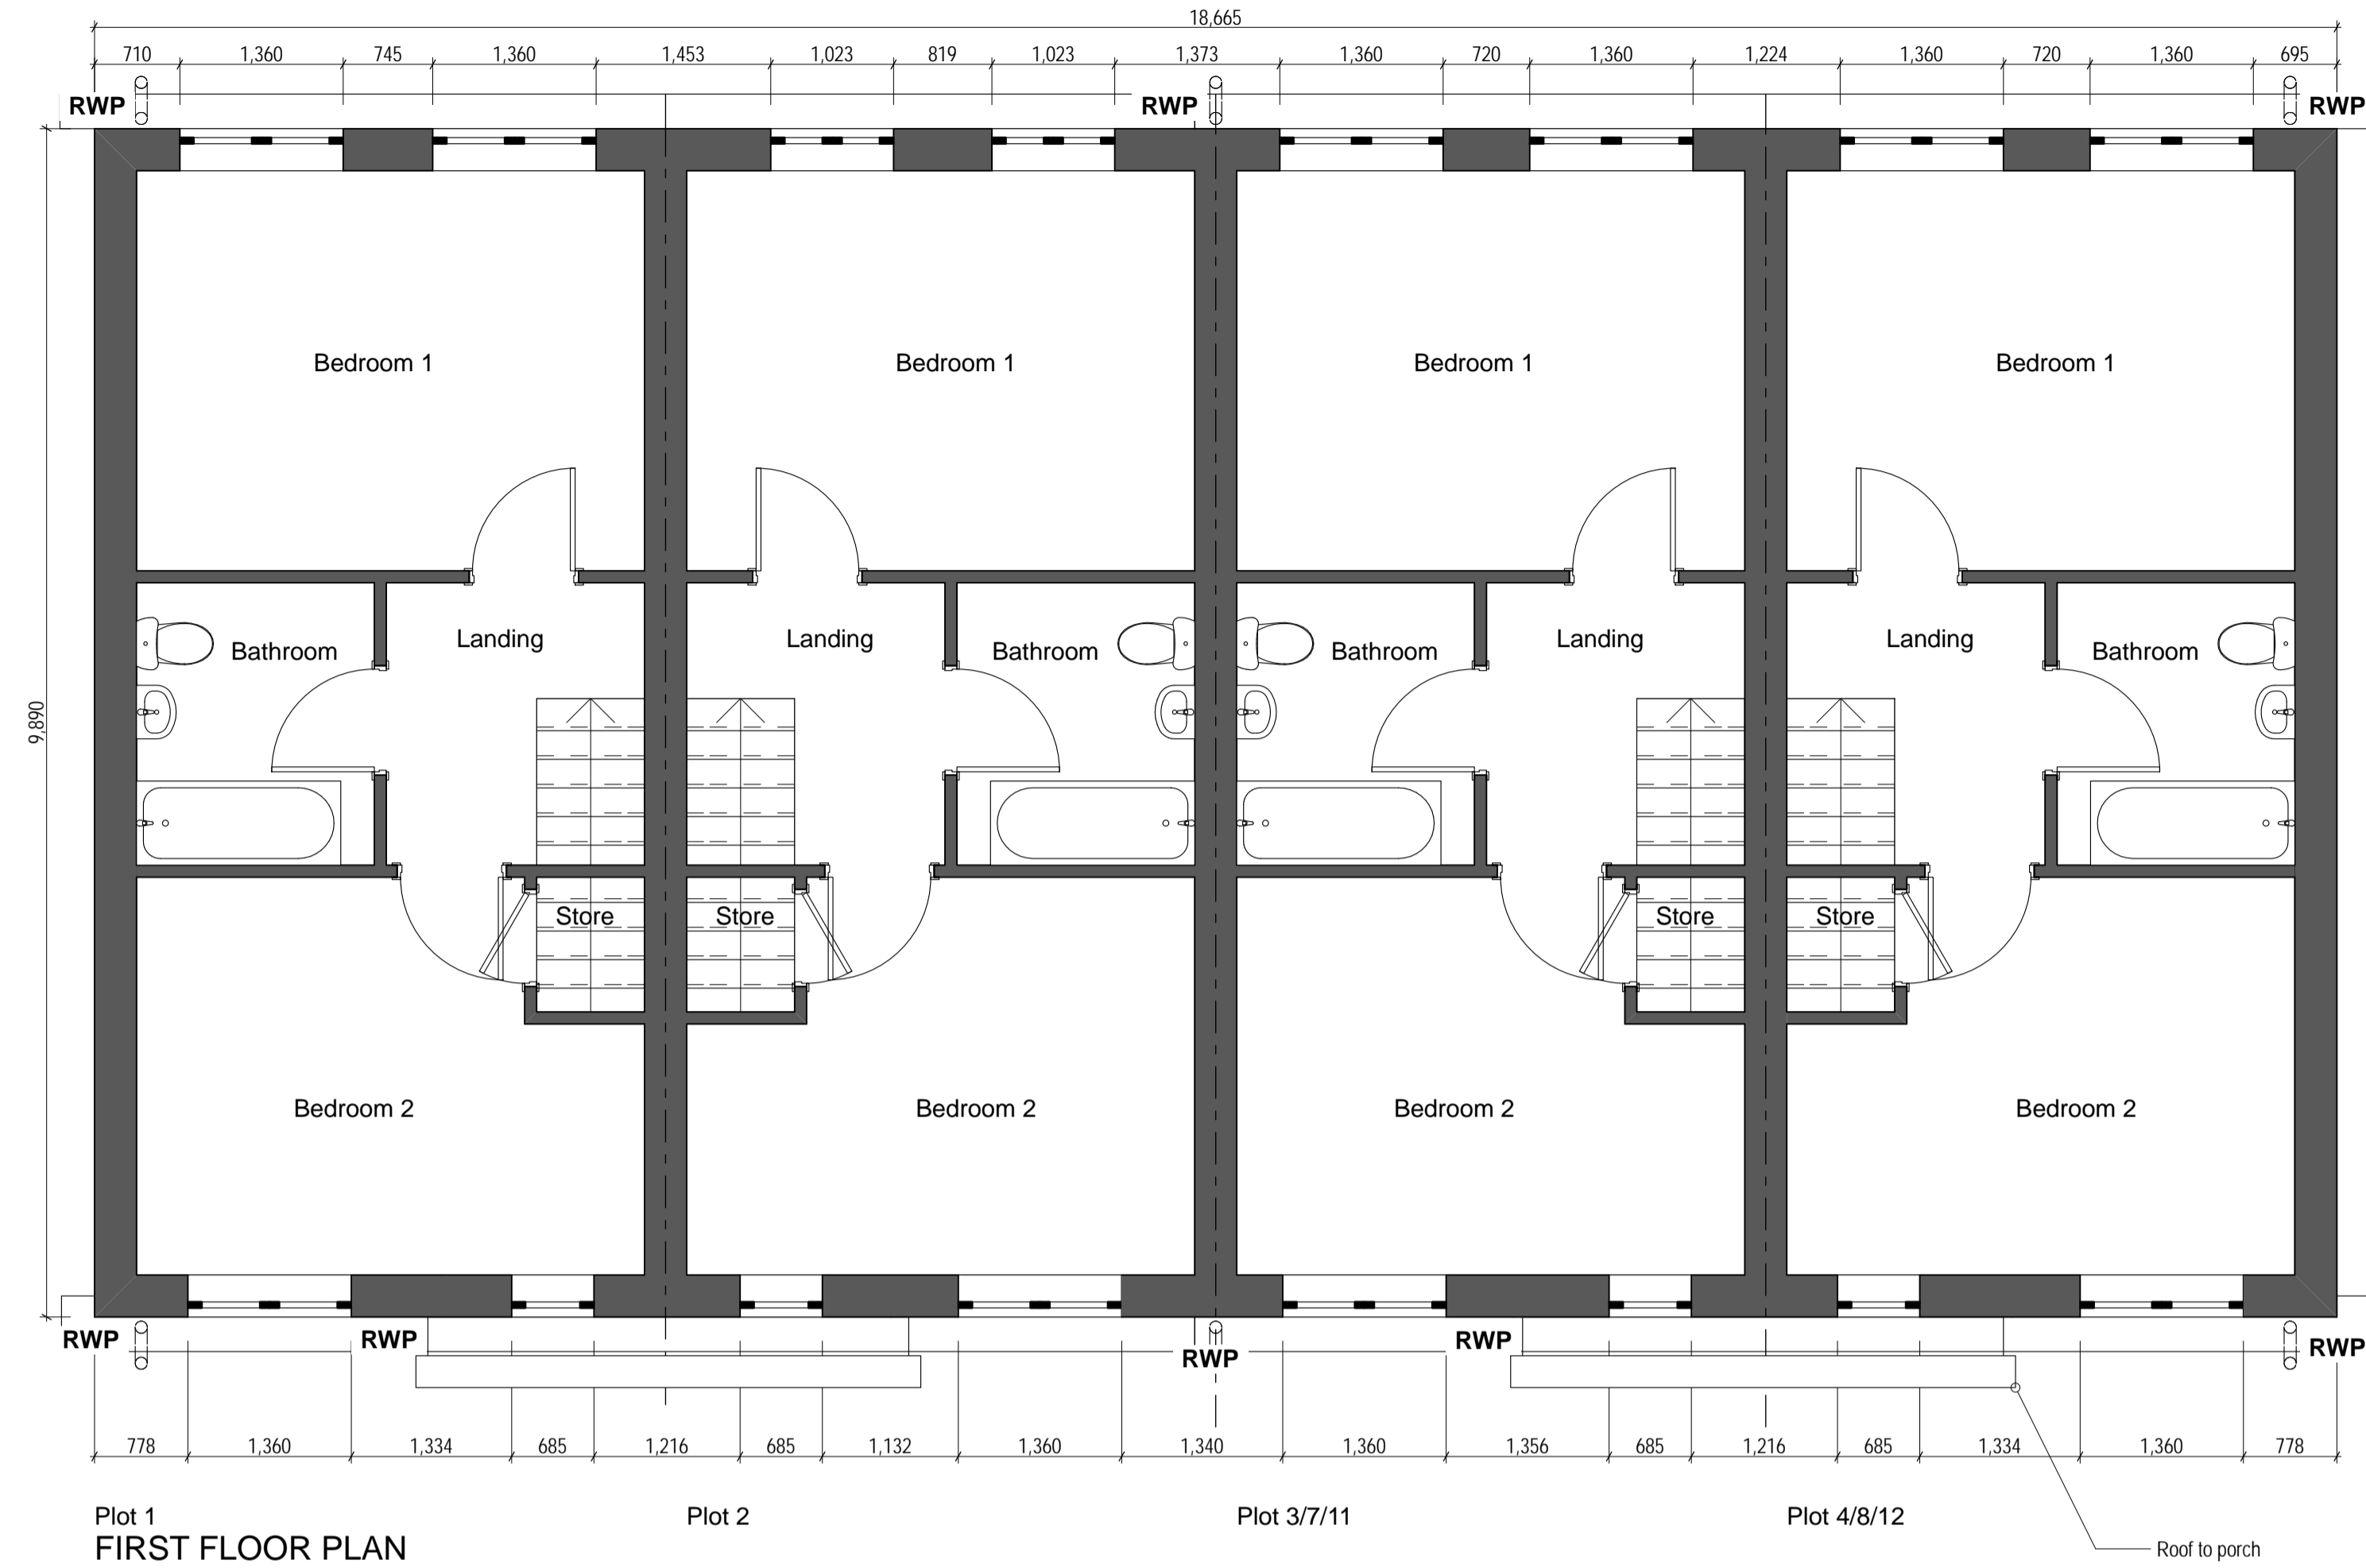 18,665
710 1,360 745 1,360 1,453 1,023 819 1,023 1,373 1,360 720 1,360 1,224 1,360 720 1,360 695
RWP RWP RWP
Bedroom 1 Bedroom 1 Bedroom 1 Bedroom 1
Bathroom Landing Landing Bathroom Bathroom Landing Landing Bathroom
9,890
Store Store Store Store
Bedroom 2 Bedroom 2 Bedroom 2 Bedroom 2
RWP RWP RWP RWP RWP
778 1,360 1,334 685 1,216 685 1,132 1,360 1,340 1,360 1,356 685 1,216 685 1,334 1,360 778
Plot 1 Plot 2 Plot 3/7/11 Plot 4/8/12
FIRST FLOOR PLAN
Roof to porch